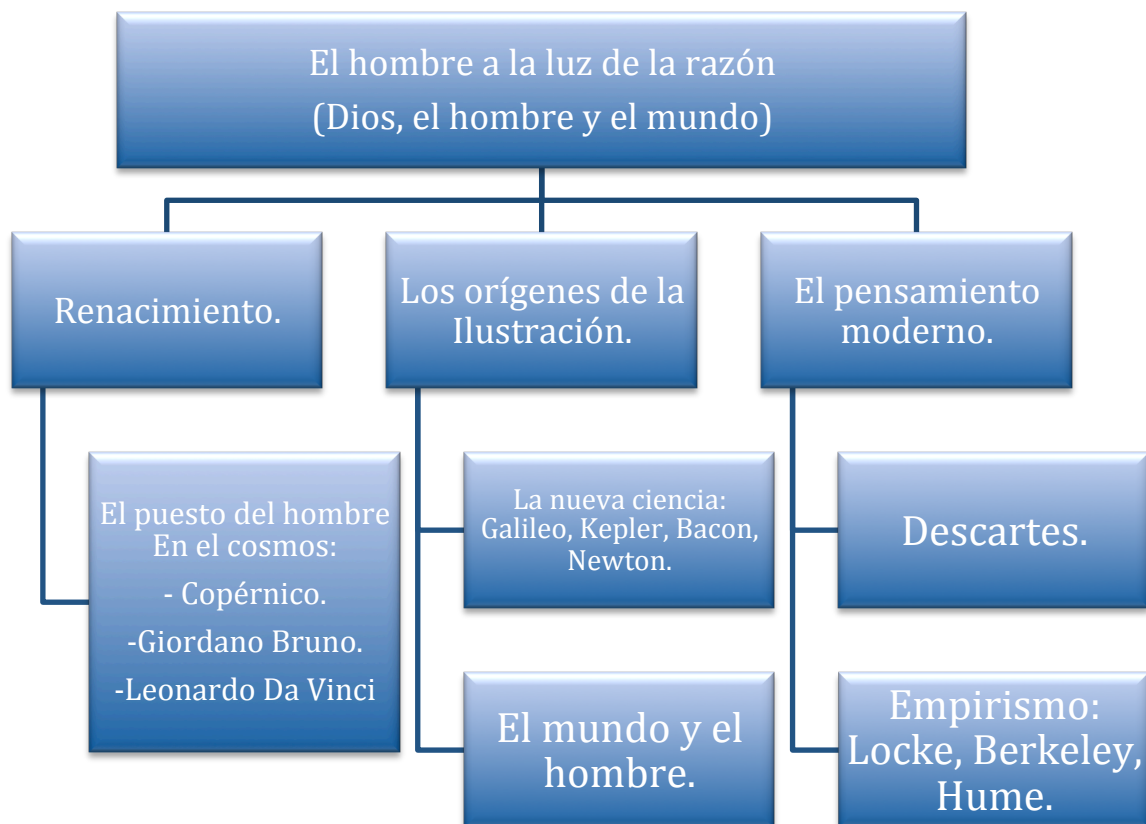 El hombre a la luz de la razón
(Dios, el hombre y el mundo)
Renacimiento.
Los orígenes de la
Ilustración.
El pensamiento
moderno.
El puesto del hombre
En el cosmos:
- Copérnico.
-Giordano Bruno.
-Leonardo Da Vinci
La nueva ciencia:
Galileo, Kepler, Bacon,
Newton.
El mundo y el
hombre.
Descartes.
Empirismo:
Locke, Berkeley,
Hume.